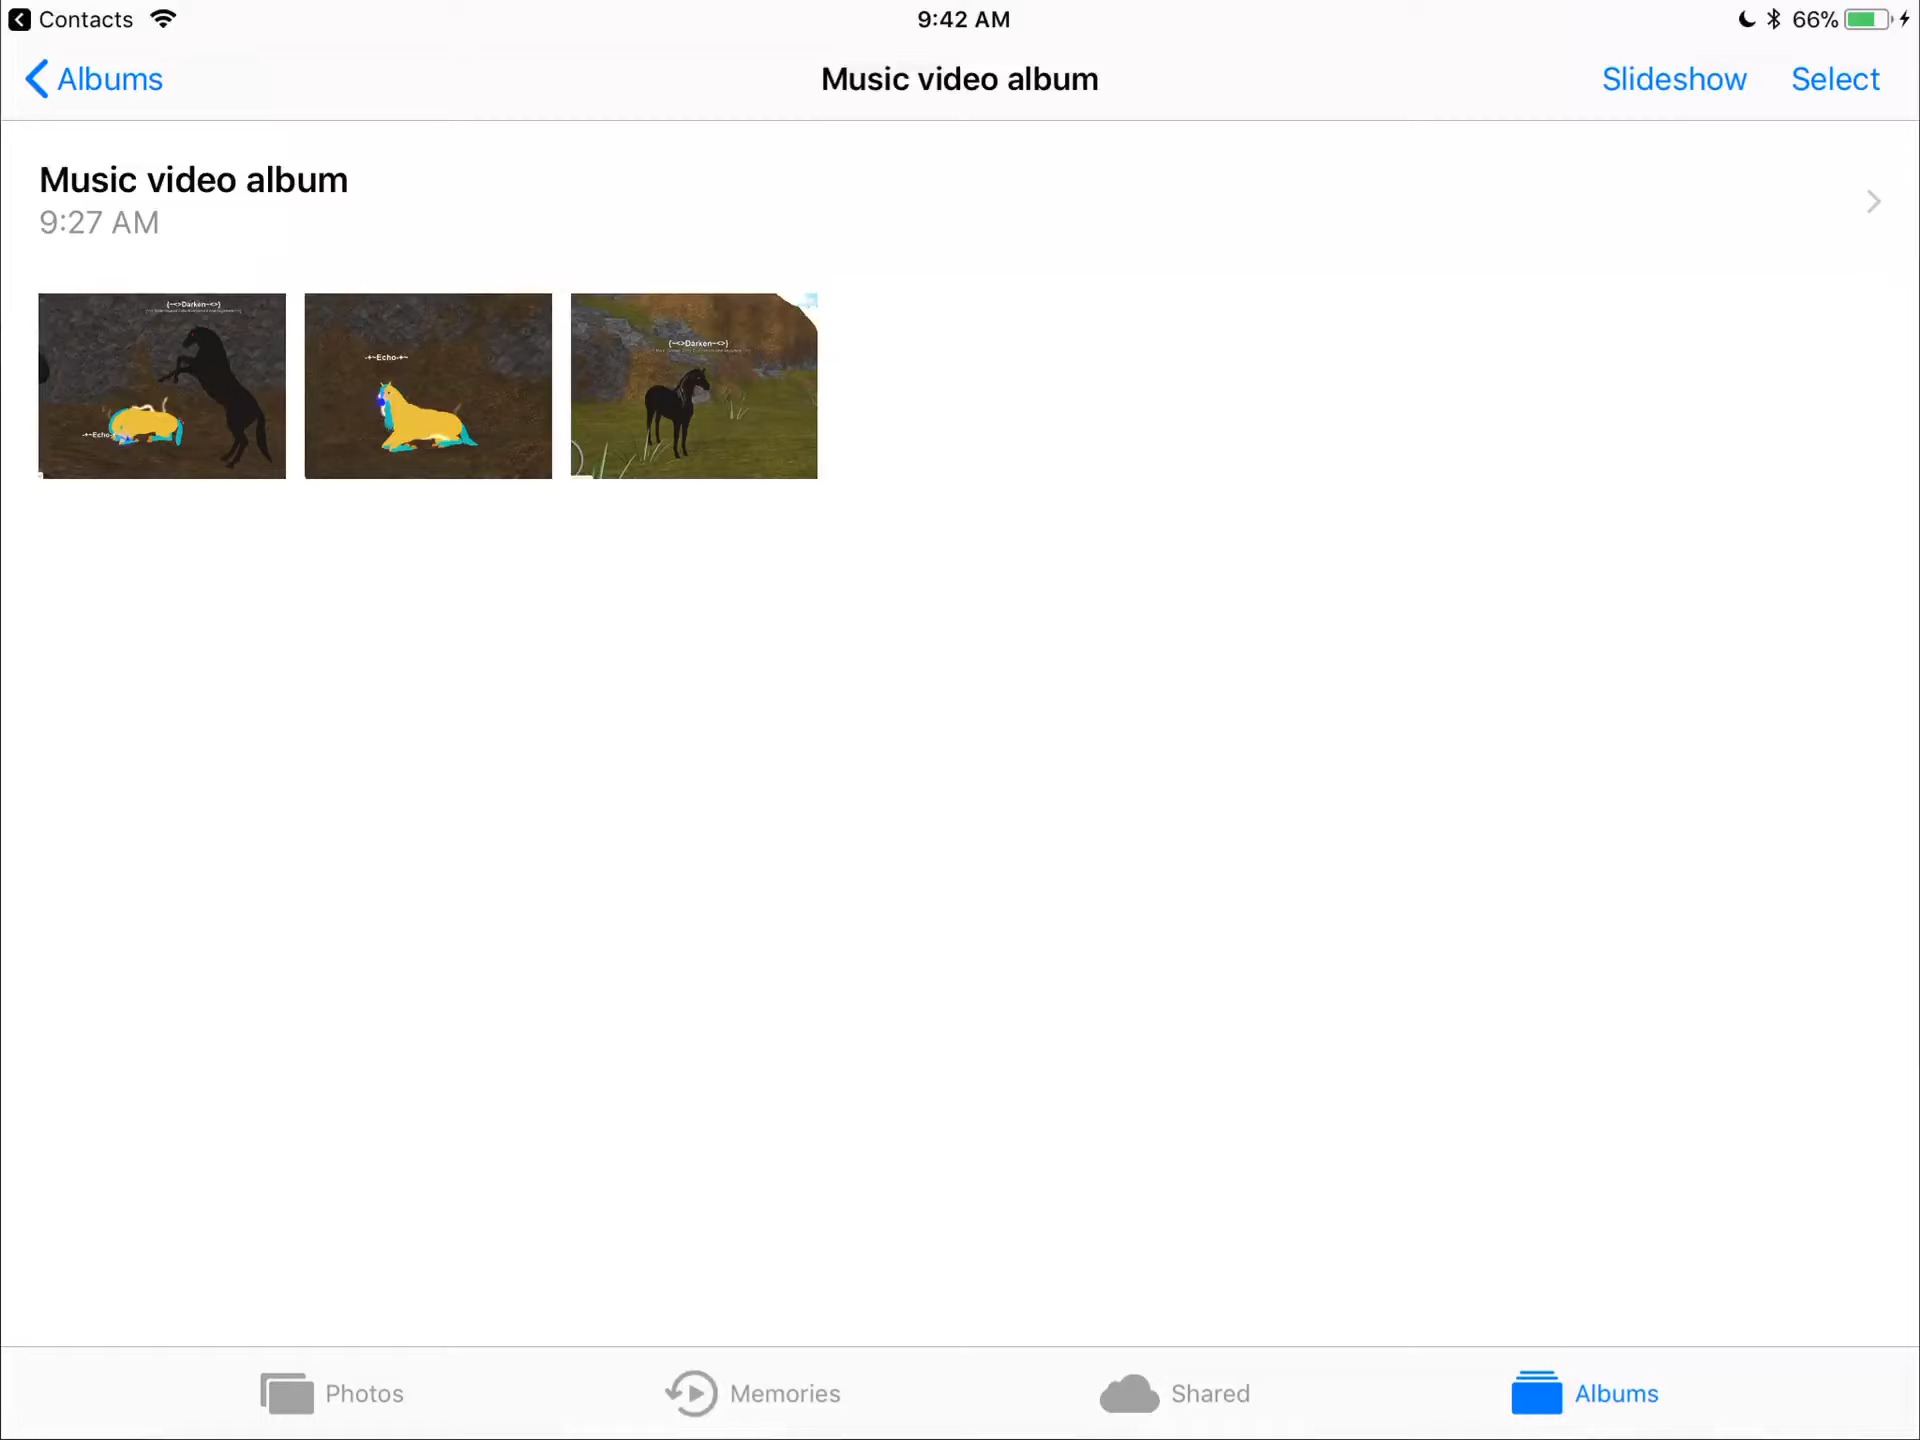 Contacts
9:42 AM
66%
Albums
Music video album
Slideshow
Select
Music video album
9:27 AM
{~<>Darken~<>}
-+~Echo-
-+~Echo-+~
{~<>Darken~<>}
Photos
Memories
Shared
Albums